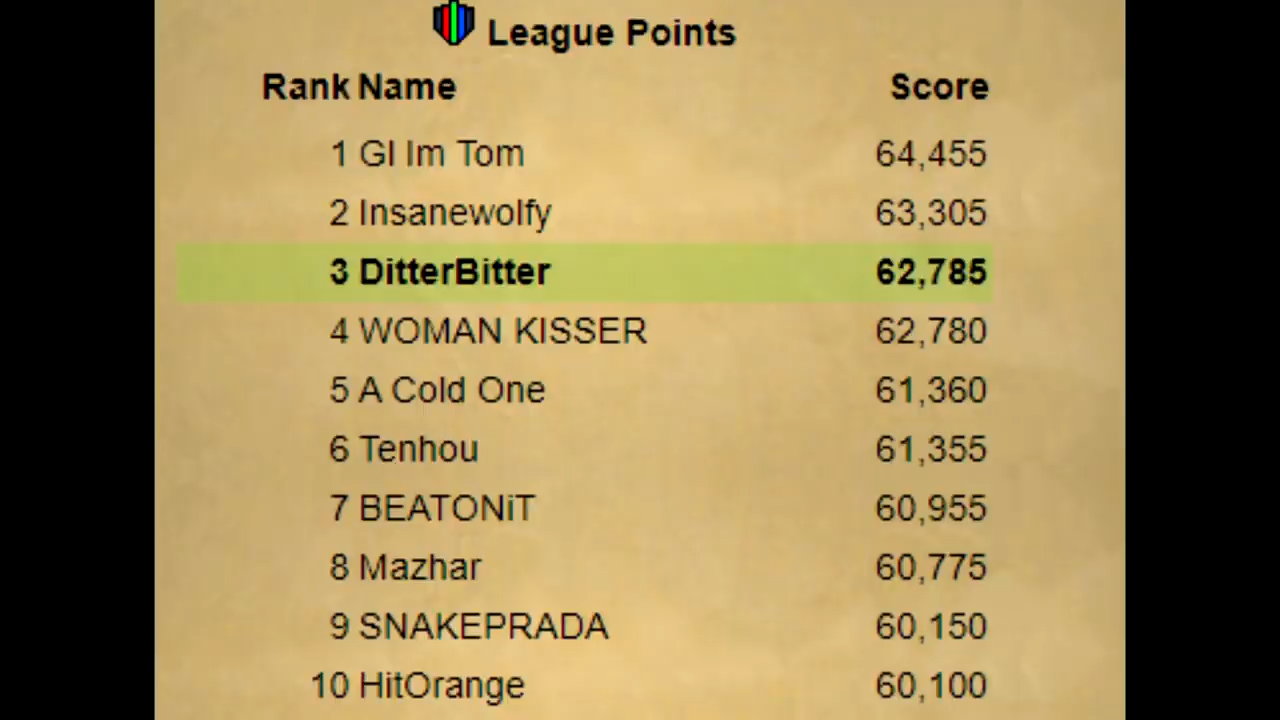 League Points
Rank Name Score
1 Gl Im Tom 64,455
2 Insanewolfy 63,305
3 DitterBitter 62,785
4 WOMAN KISSER 62,780
5 A Cold One 61,360
6 Tenhou 61,355
7 BEATONiT 60,955
8 Mazhar 60,775
9 SNAKEPRADA 60,150
10 HitOrange 60,100